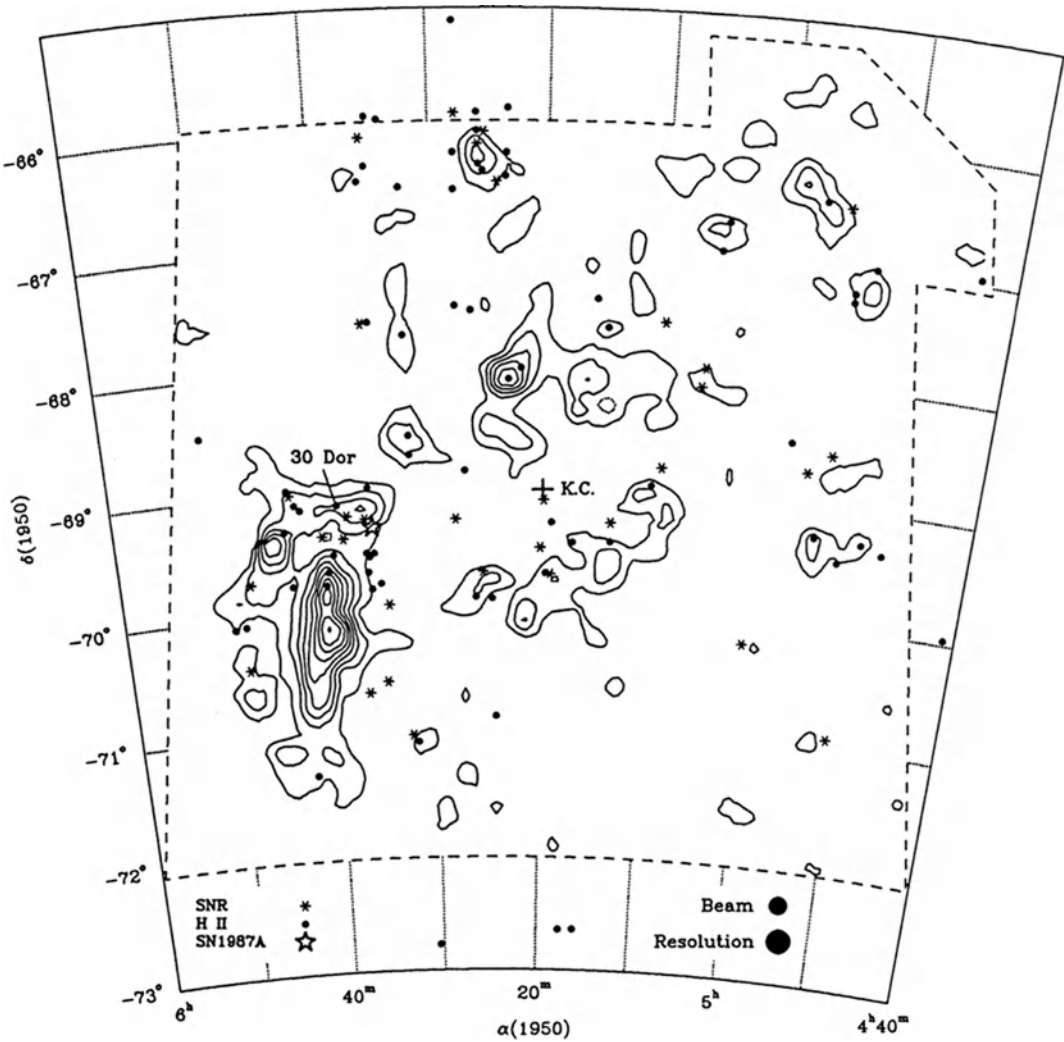 -66°
-67°
-68°
-69°
-70°
-71°
-72°
-73°
δ(1950)
30 Dor
K.C.
SNR
H II
SN1987A
Beam
Resolution
6ʰ
40ᵐ
20ᵐ
5ʰ
4ʰ40ᵐ
α(1950)